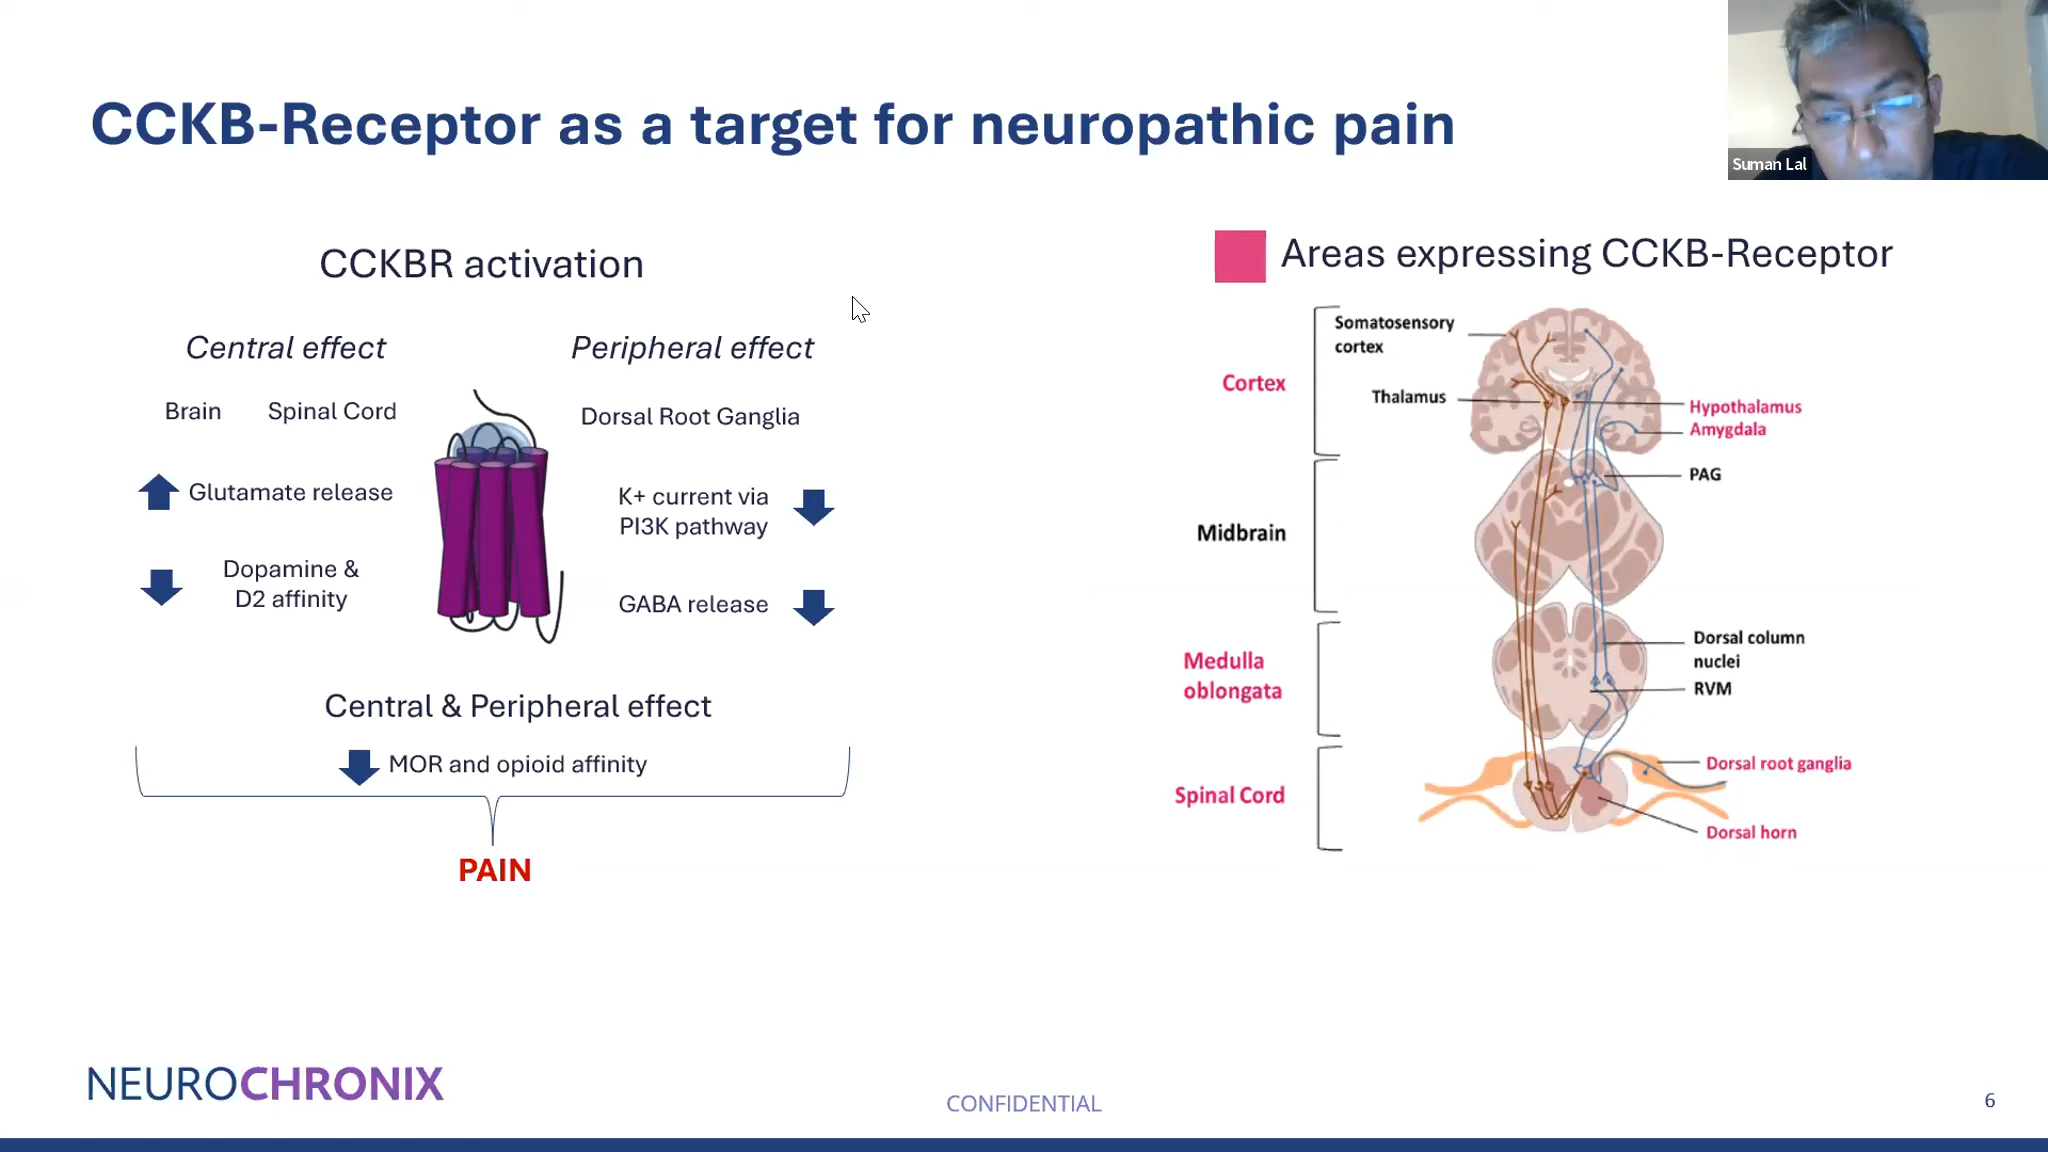 CCKB-Receptor as a target for neuropathic pain
Suman Lal
CCKBR activation
Central effect
Peripheral effect
Brain
Spinal Cord
Dorsal Root Ganglia
Glutamate release
K+ current via
PI3K pathway
Dopamine &
D2 affinity
GABA release
Central & Peripheral effect
MOR and opioid affinity
PAIN
Areas expressing CCKB-Receptor
Somatosensory
cortex
Cortex
Thalamus
Hypothalamus
Amygdala
PAG
Midbrain
Dorsal column
nuclei
RVM
Medulla
oblongata
Dorsal root ganglia
Spinal Cord
Dorsal horn
NEUROCHRONIX
CONFIDENTIAL
6